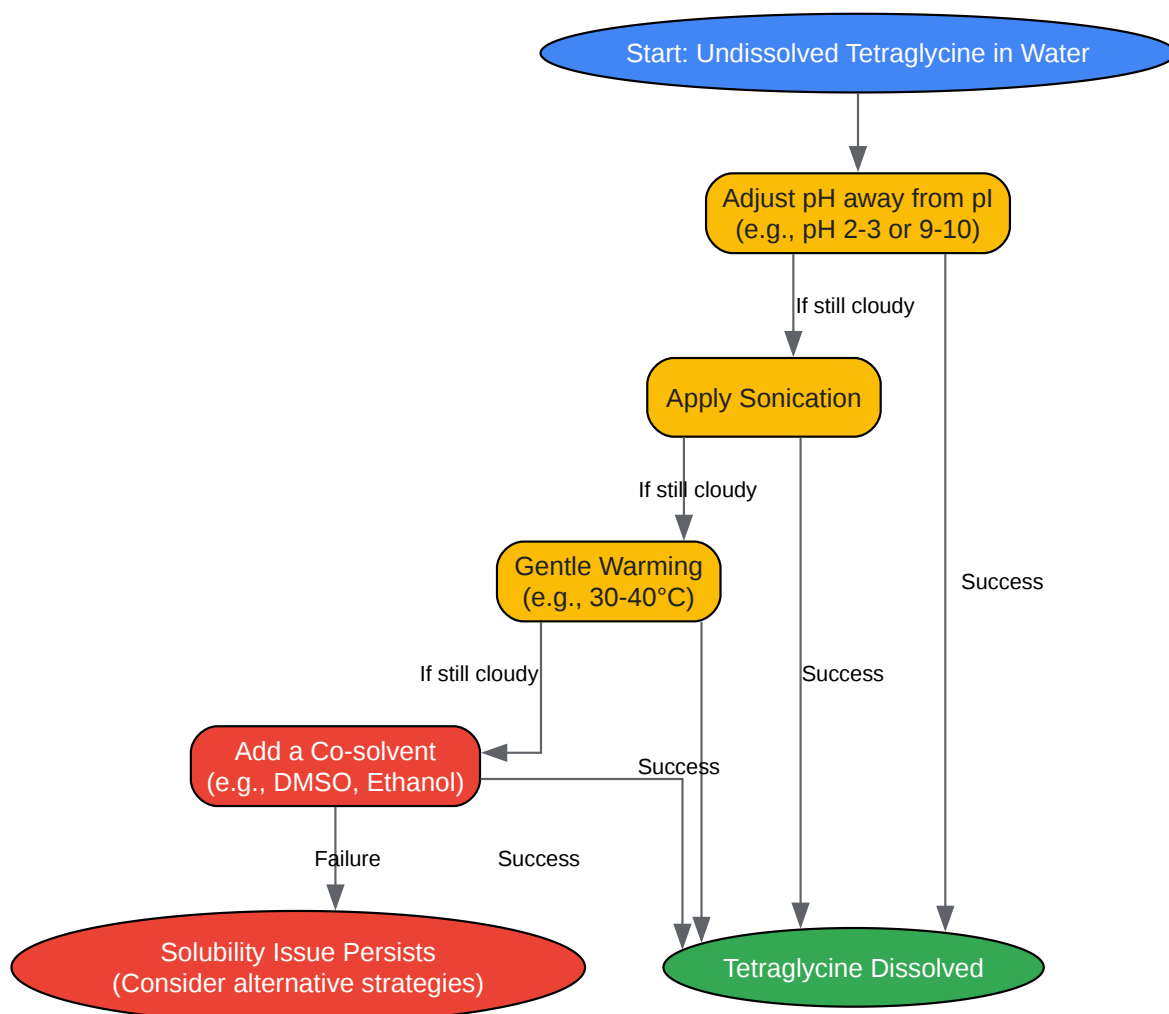 Start: Undissolved Tetraglycine in Water
Adjust pH away from pI
(e.g., pH 2-3 or 9-10)
If still cloudy
Apply Sonication
If still cloudy
Gentle Warming
(e.g., 30-40°C)
Success
If still cloudy
Success
Add a Co-solvent
(e.g., DMSO, Ethanol)
Success
Failure
Success
Solubility Issue Persists
(Consider alternative strategies)
Tetraglycine Dissolved